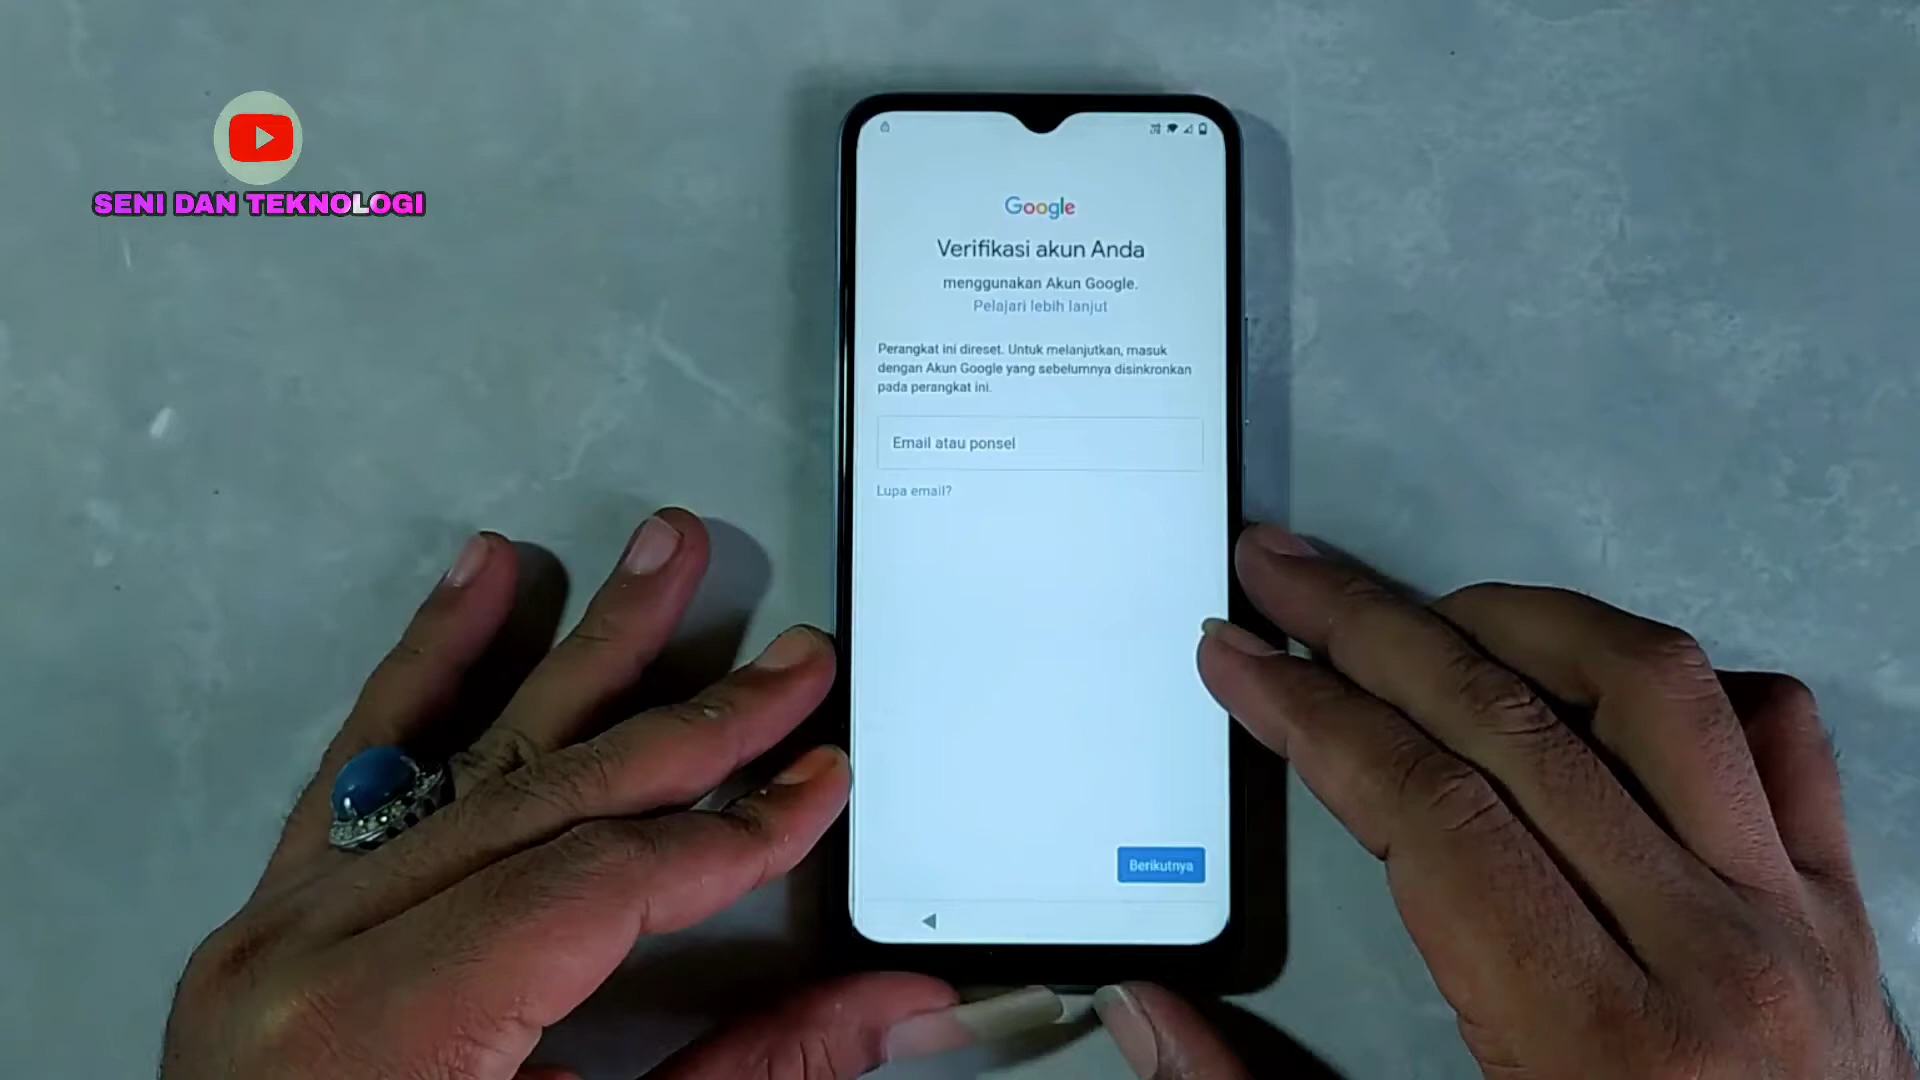 SENI DAN TEKNOLOGI
Google
Verifikasi akun Anda
menggunakan Akun Google.
Pelajari lebih lanjut
Perangkat ini direset. Untuk melanjutkan, masuk
dengan Akun Google yang sebelumnya disinkronkan
pada perangkat ini.
Email atau ponsel
Lupa email?
Berikutnya